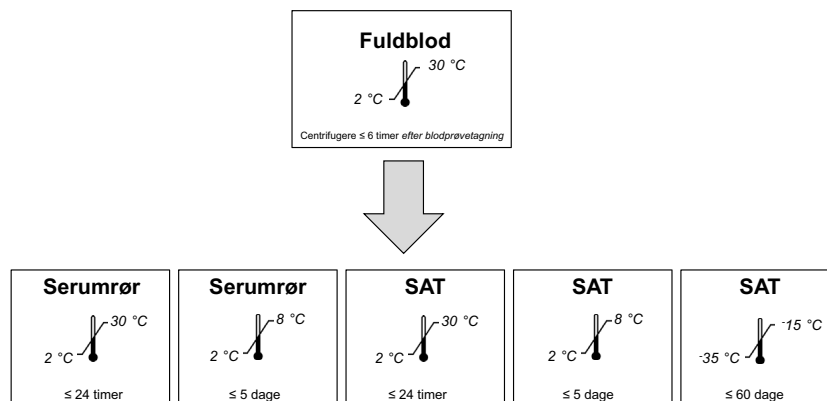 Fuldblod
30 °C
2 °C
Centrifugere ≤ 6 timer efter blodprøvetagning
Serumrør
30 °C
2 °C
≤ 24 timer
Serumrør
8 °C
2 °C
≤ 5 dage
SAT
30 °C
2 °C
≤ 24 timer
SAT
8 °C
2 °C
≤ 5 dage
SAT
-15 °C
-35 °C
≤ 60 dage